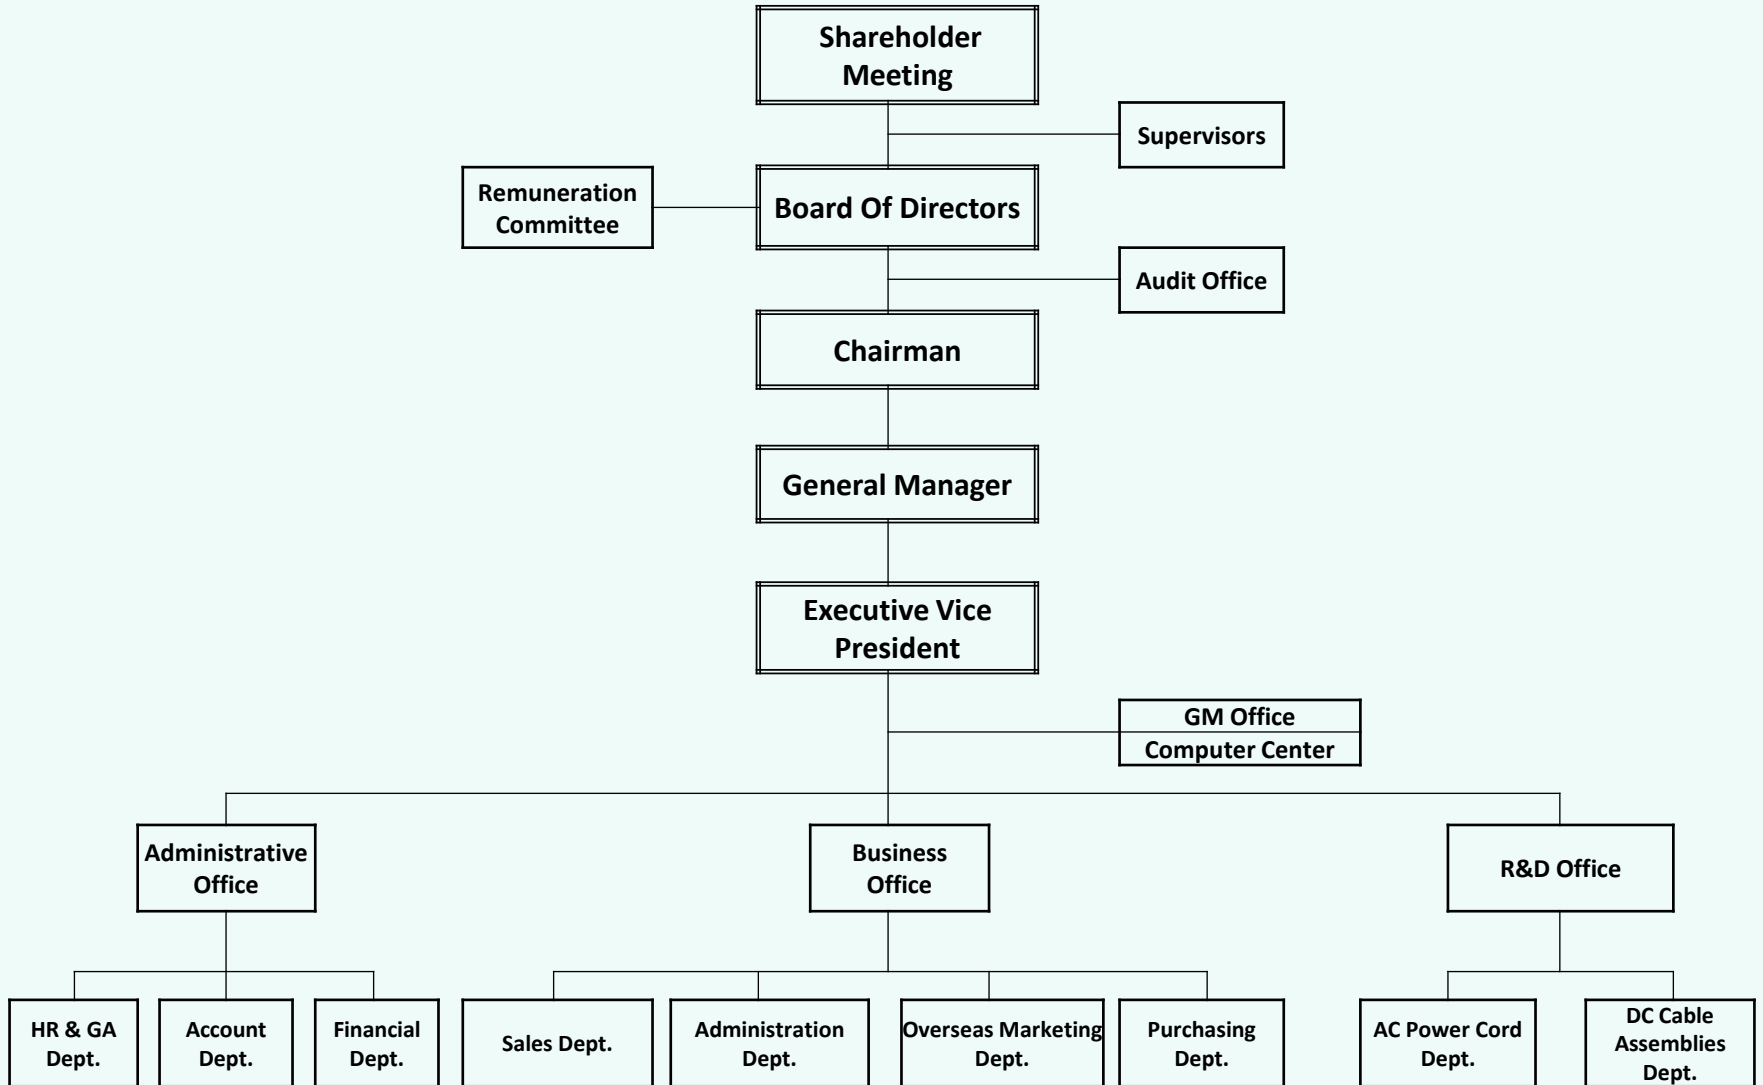 Shareholder
Meeting
Supervisors
Remuneration
Committee
Board Of Directors
Audit Office
Chairman
General Manager
Executive Vice
President
GM Office
Computer Center
Administrative
Office
Business
Office
R&D Office
HR & GA
Dept.
Account
Dept.
Financial
Dept.
Sales Dept.
Administration
Dept.
Overseas Marketing
Dept.
Purchasing
Dept.
AC Power Cord
Dept.
DC Cable
Assemblies
Dept.